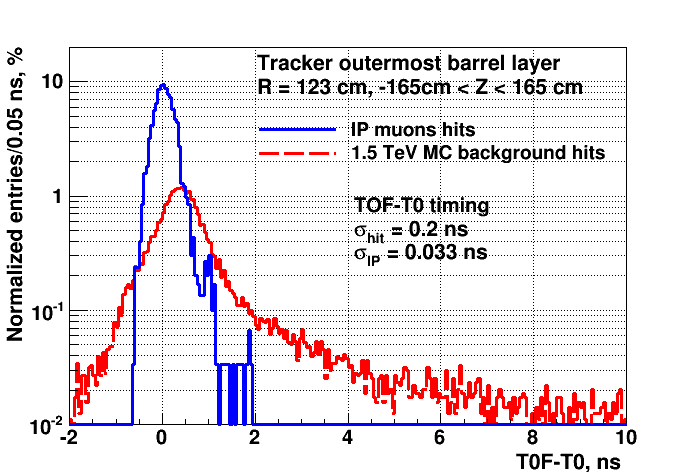 Tracker outermost barrel layer
R = 123 cm, -165cm < Z < 165 cm
IP muons hits
1.5 TeV MC background hits
TOF-T0 timing
σhit = 0.2 ns
σIP = 0.033 ns
Normalized entries/0.05 ns, %
10
1
10-1
10-2
-2 0 2 4 6 8 10
T0F-T0, ns